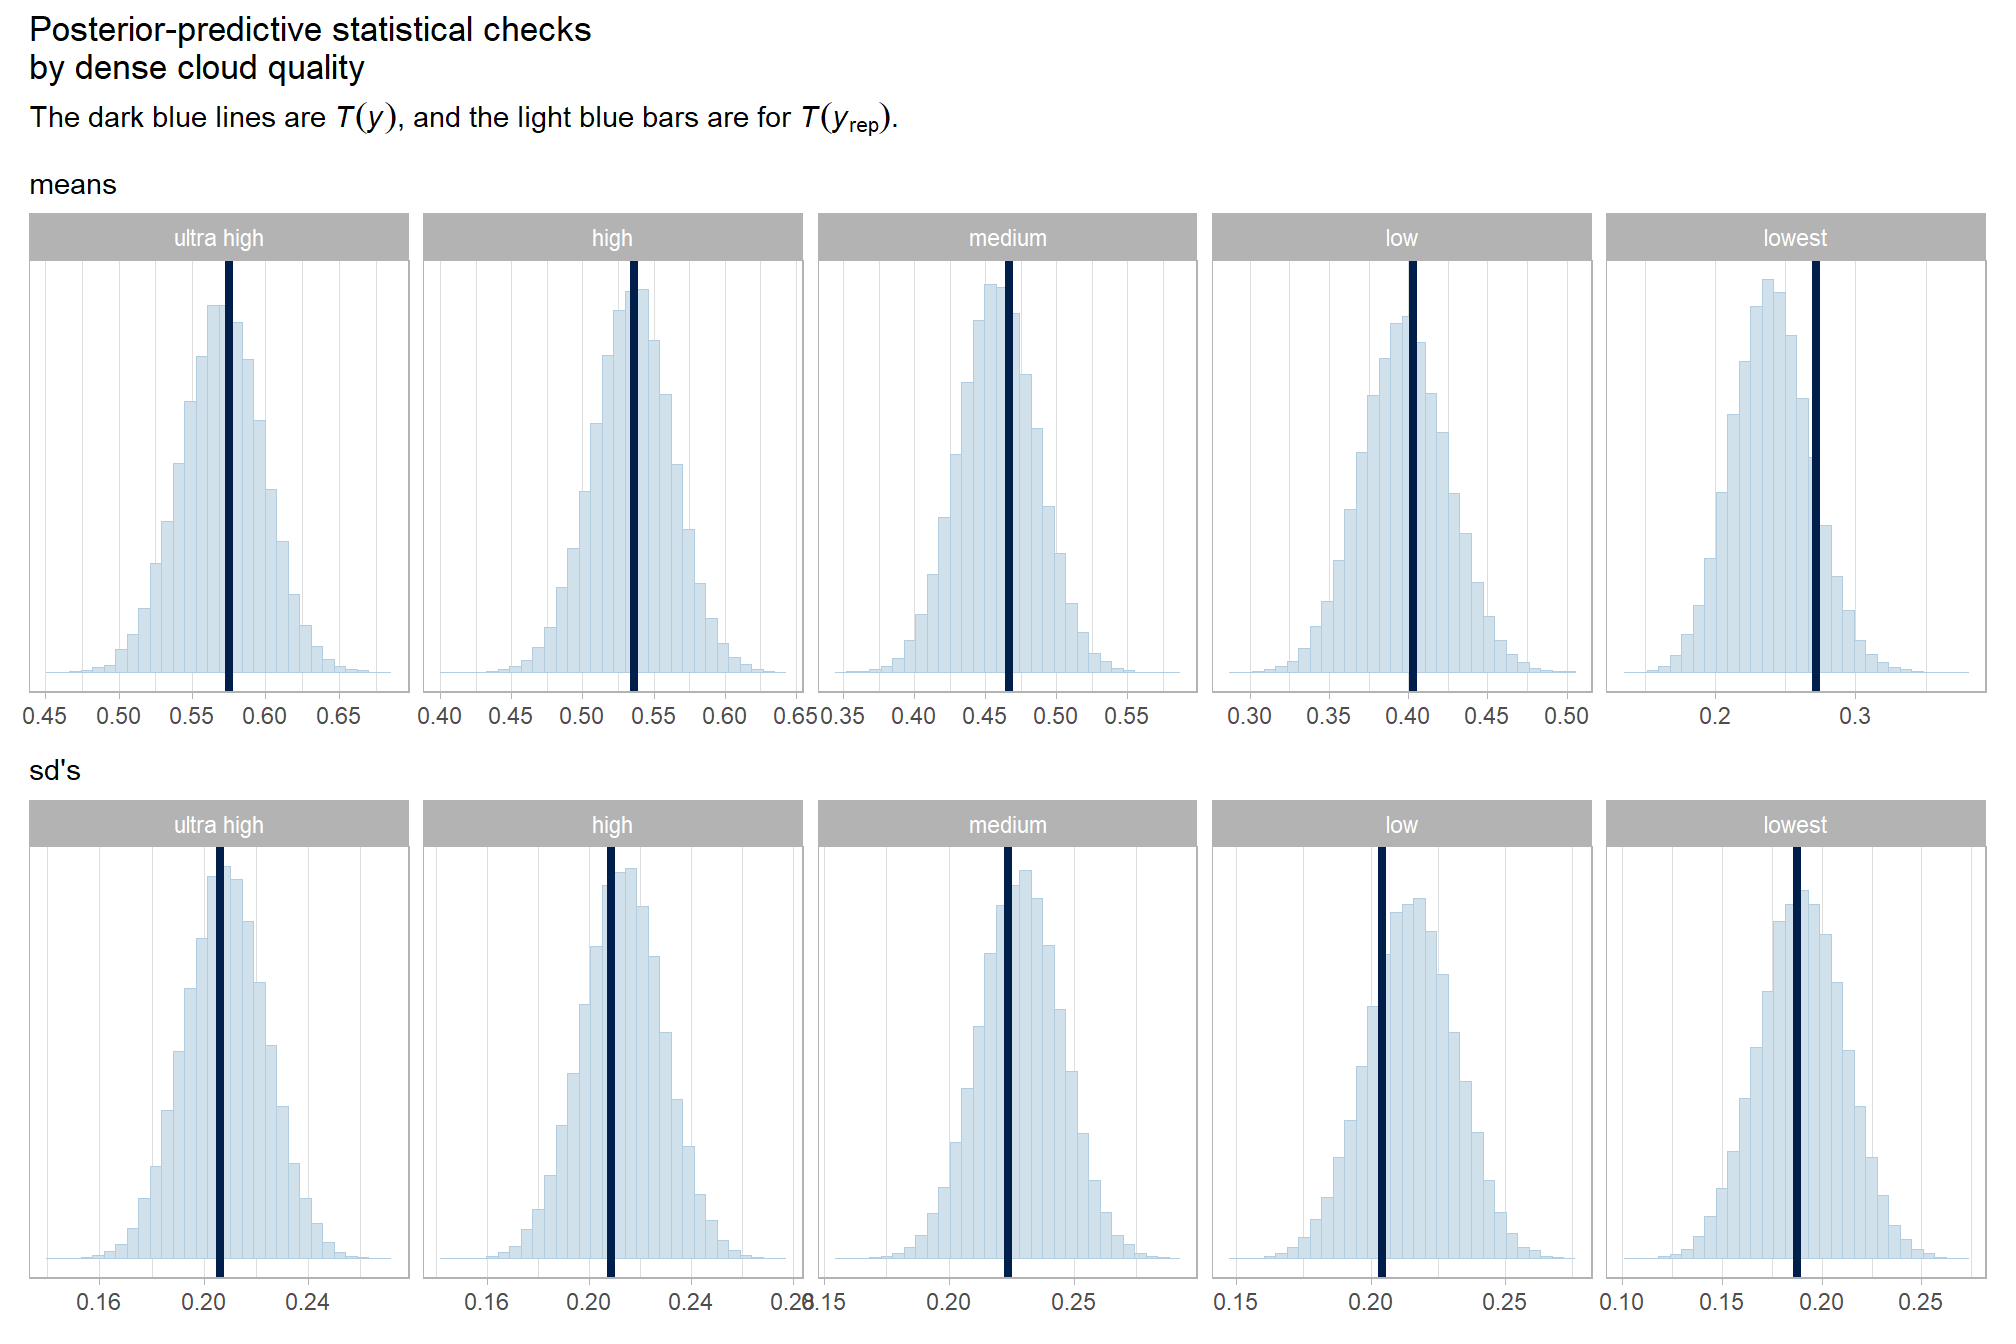 Posterior-predictive statistical checks
by dense cloud quality
The dark blue lines are T(y), and the light blue bars are for T(y_rep).
means
ultra high high medium low lowest
0.45 0.50 0.55 0.60 0.65 0.40 0.45 0.50 0.55 0.60 0.65 0.35 0.40 0.45 0.50 0.55 0.30 0.35 0.40 0.45 0.50 0.2 0.3
sd's
ultra high high medium low lowest
0.16 0.20 0.24 0.16 0.20 0.24 0.28 0.15 0.20 0.25 0.15 0.20 0.25 0.10 0.15 0.20 0.25